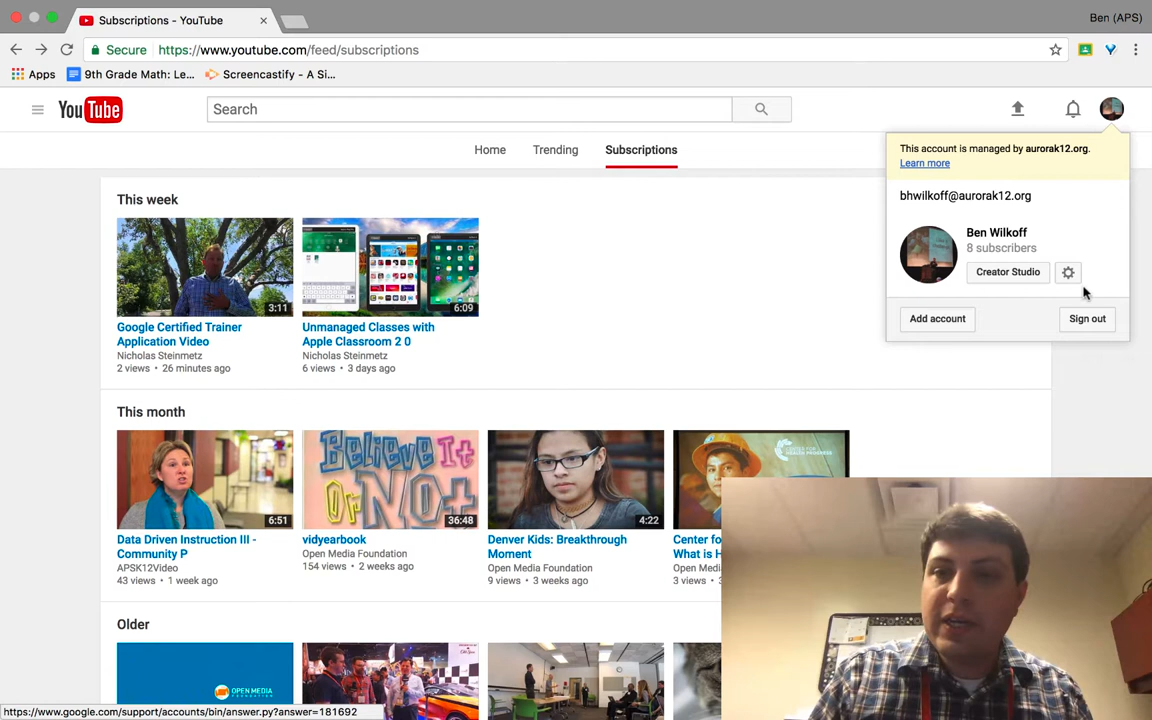 Subscriptions - YouTube
Ben (APS)
Secure https://www.youtube.com/feed/subscriptions
Apps 9th Grade Math: Le... Screencastify - A Si...
YouTube
Search
Home Trending Subscriptions
This account is managed by aurorak12.org.
Learn more
bhwilkoff@aurorak12.org
Ben Wilkoff
8 subscribers
Creator Studio
Add account
Sign out
This week
3:11
6:09
Google Certified Trainer
Application Video
Nicholas Steinmetz
2 views • 26 minutes ago
Unmanaged Classes with
Apple Classroom 2 0
Nicholas Steinmetz
6 views • 3 days ago
This month
6:51
Believe It
Or Not
36:48
4:22
CENTER for
HEALTH PROGRESS
Data Driven Instruction III -
Community P
APSK12Video
43 views • 1 week ago
vidyearbook
Open Media Foundation
154 views • 2 weeks ago
Denver Kids: Breakthrough
Moment
Open Media Foundation
9 views • 3 weeks ago
Center fo
What is H
Open Medi
3 views •
Older
OPEN MEDIA
FOUNDATION
https://www.google.com/support/accounts/bin/answer.py?answer=181692